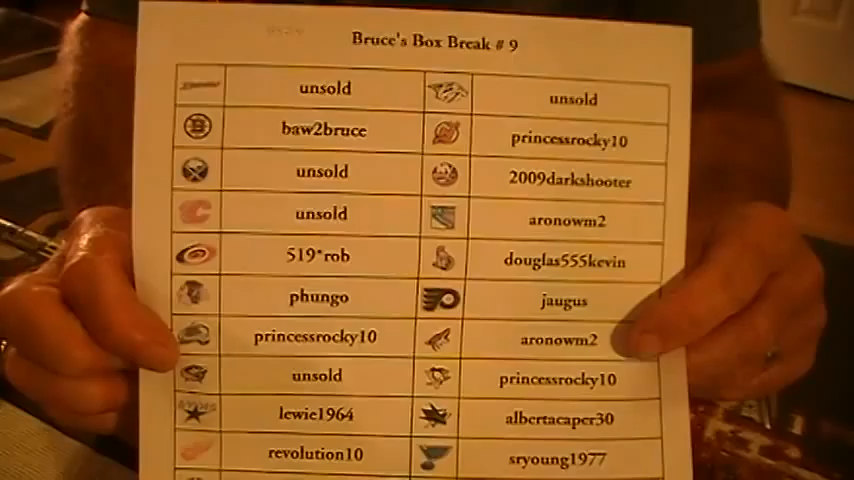 Bruce's Box Break # 9
unsold unsold
baw2bruce princessrocky10
unsold 2009darkshooter
unsold aronowm2
519*rob douglas555kevin
phungo jaugus
princessrocky10 aronowm2
unsold princessrocky10
lewie1964 albertacaper30
revolution10 sryoung1977